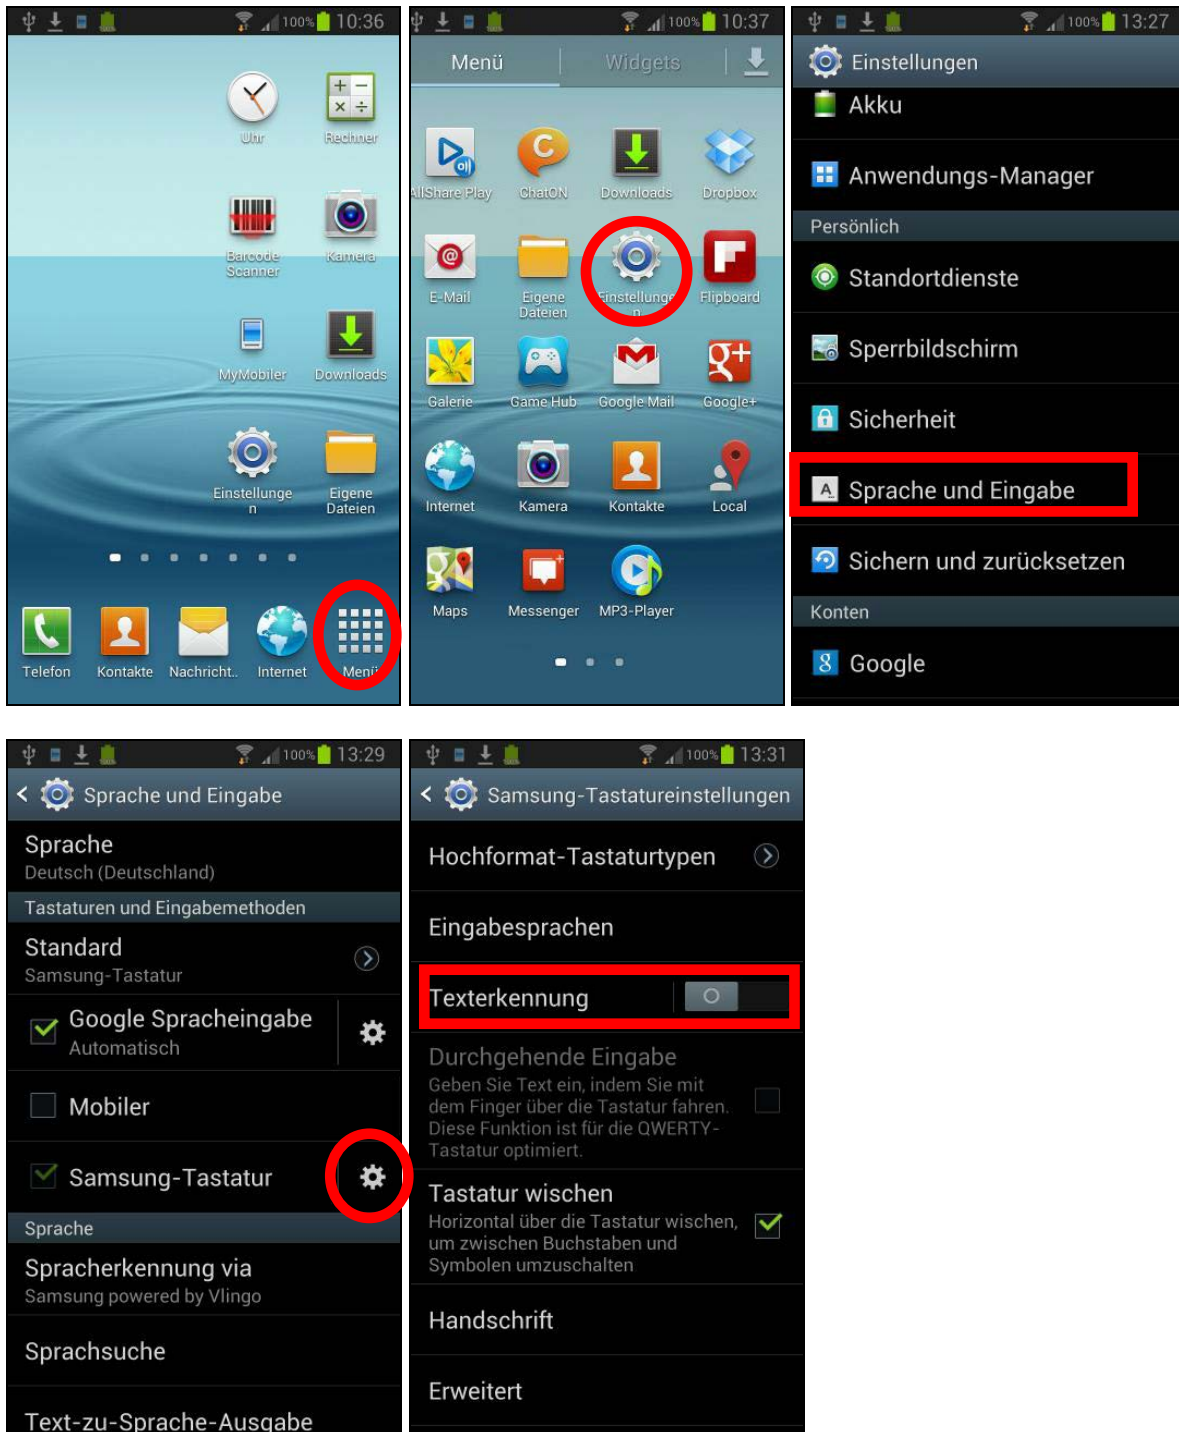 100% 10:36
Uhr Rechner
Barcode Kamera
Scanner
MyMobiler Downloads
Einstellunge Eigene
n Dateien
Telefon Kontakte Nachricht.. Internet Menü
100% 10:37
Menü Widgets
AllShare Play ChatON Downloads Dropbox
E-Mail Eigene Einstellunge Flipboard
Dateien n
Galerie Game Hub Google Mail Google+
Internet Kamera Kontakte Local
Maps Messenger MP3-Player
100% 13:27
Einstellungen
Akku
Anwendungs-Manager
Persönlich
Standortdienste
Sperrbildschirm
Sicherheit
Sprache und Eingabe
Sichern und zurücksetzen
Konten
Google
100% 13:29
Sprache und Eingabe
Sprache
Deutsch (Deutschland)
Tastaturen und Eingabemethoden
Standard
Samsung-Tastatur
Google Spracheingabe
Automatisch
Mobiler
Samsung-Tastatur
Sprache
Spracherkennung via
Samsung powered by Vlingo
Sprachsuche
Text-zu-Sprache-Ausgabe
100% 13:31
Samsung-Tastatureinstellungen
Hochformat-Tastaturtypen
Eingabesprachen
Texterkennung
Durchgehende Eingabe
Geben Sie Text ein, indem Sie mit
dem Finger über die Tastatur fahren.
Diese Funktion ist für die QWERTY-
Tastatur optimiert.
Tastatur wischen
Horizontal über die Tastatur wischen,
um zwischen Buchstaben und
Symbolen umzuschalten
Handschrift
Erweitert